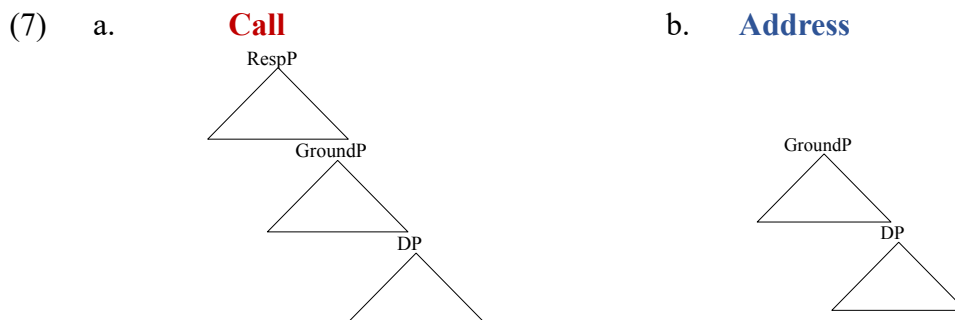 (7) a. Call b. Address
RespP
GroundP GroundP
DP DP